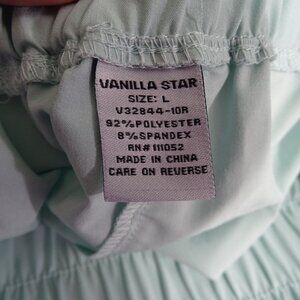 VANILLA STAR
SIZE: L
V32844-10R
92%POLYESTER
8%SPANDEX
RN# 111052
MADE IN CHINA
CARE ON REVERSE